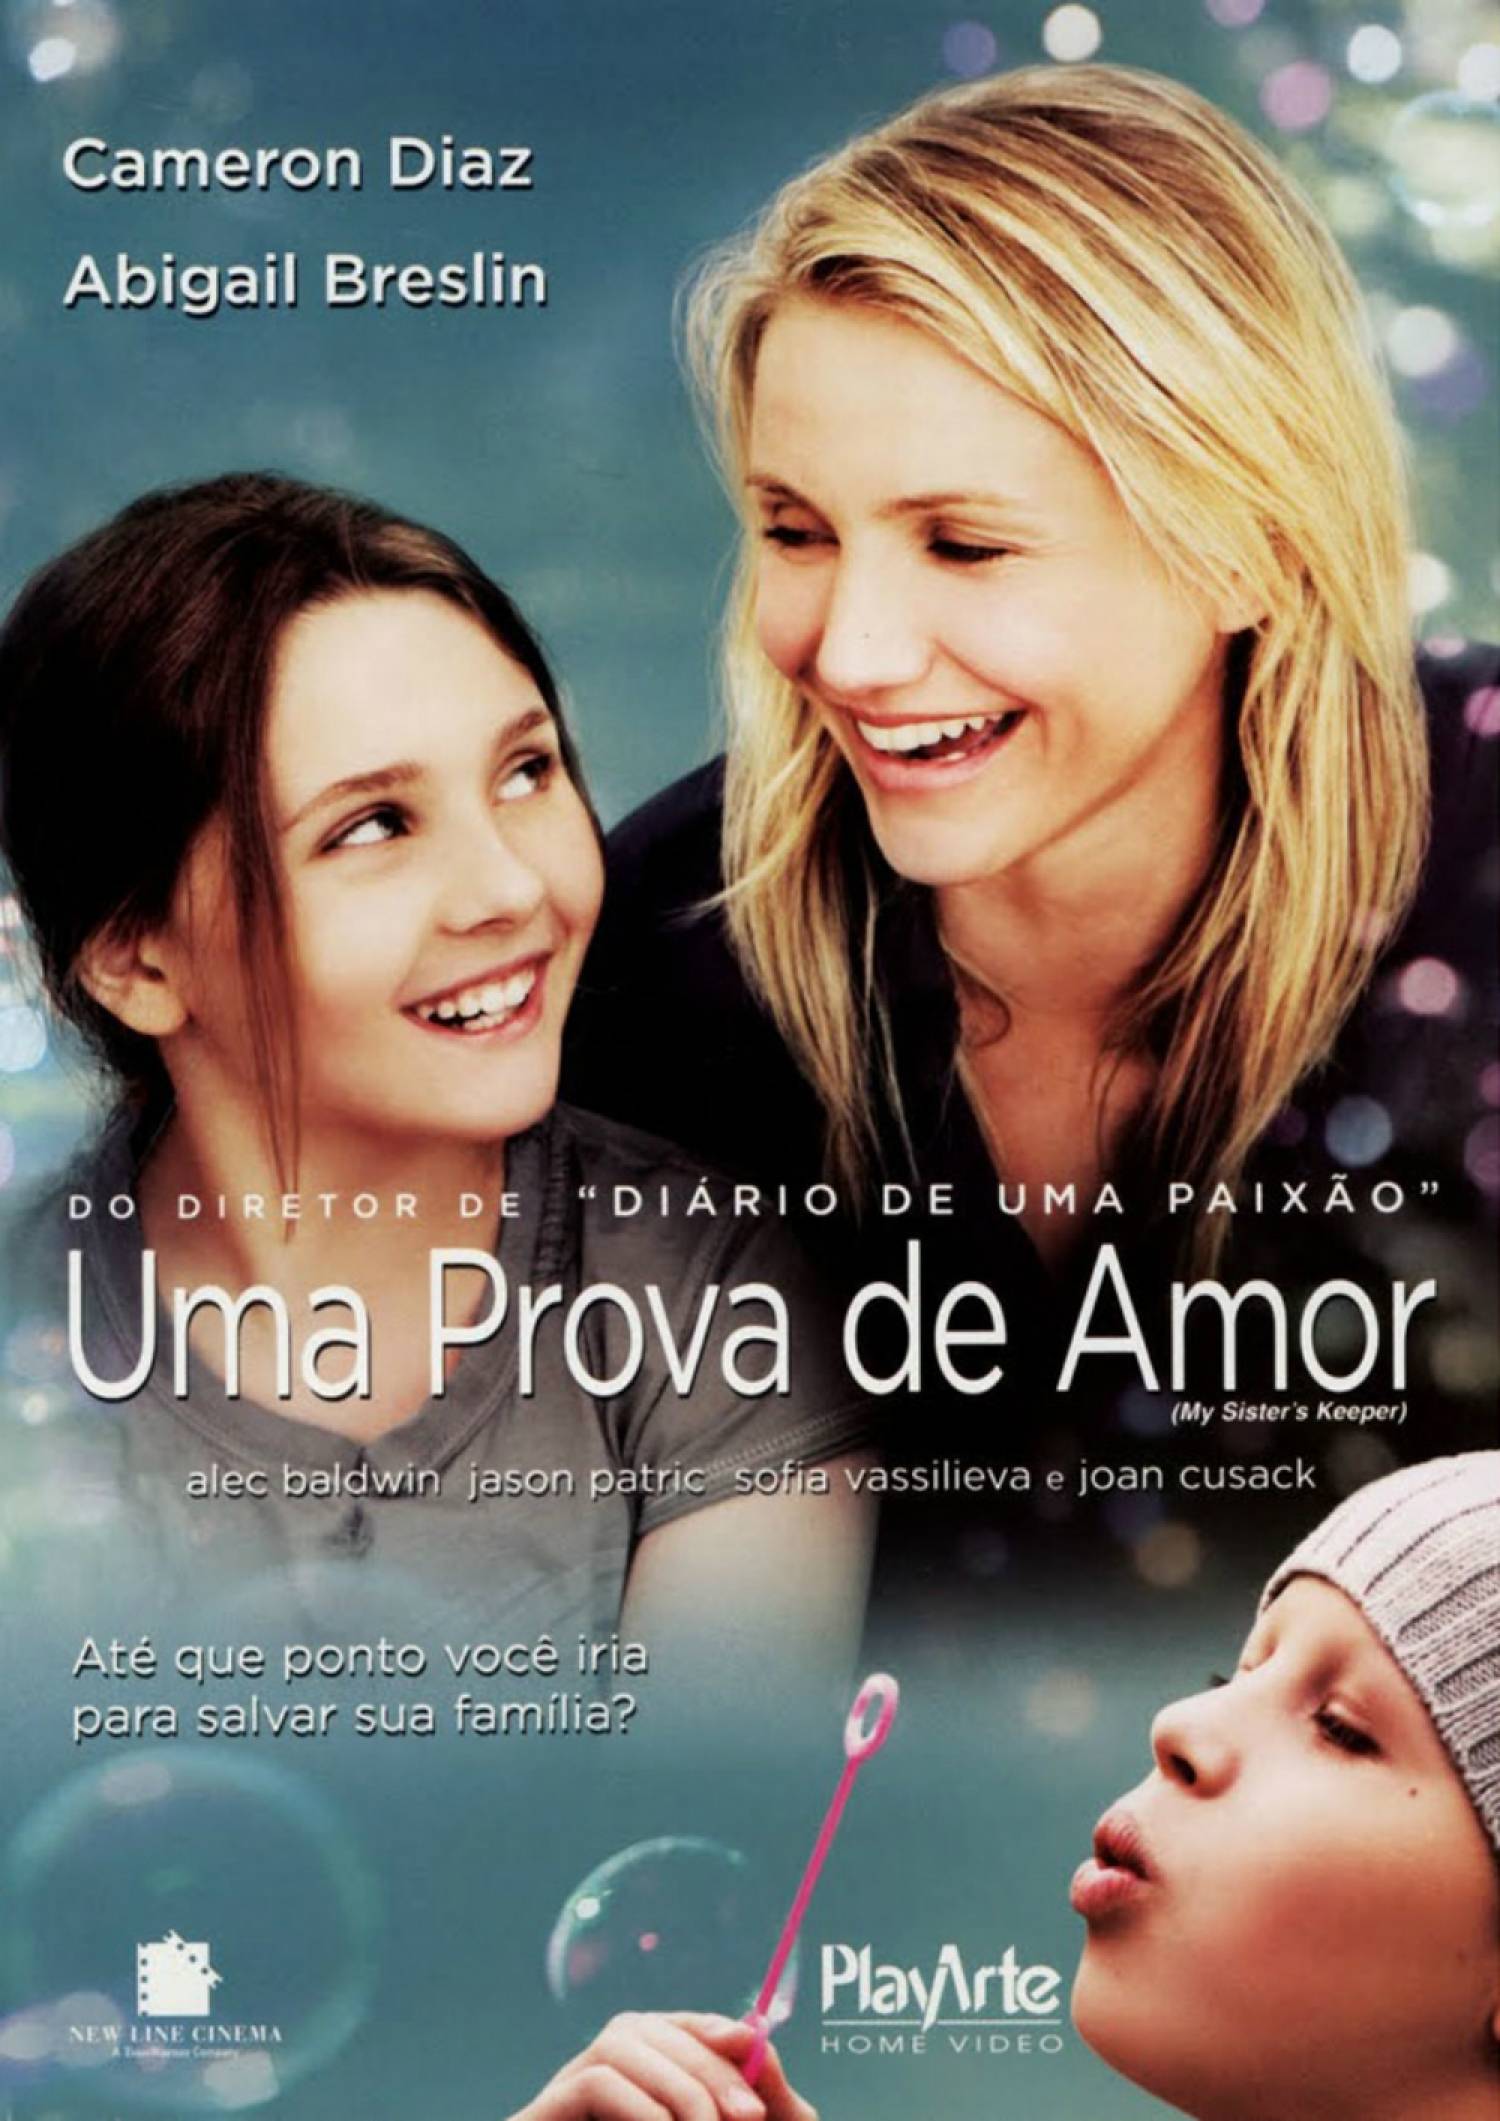 Cameron Diaz
Abigail Breslin
DO DIRETOR DE “DIÁRIO DE UMA PAIXÃO”
Uma Prova de Amor
(My Sister's Keeper)
alec baldwin jason patric sofia vassilieva e joan cusack
Até que ponto você iria
para salvar sua família?
NEW LINE CINEMA
A TimeWarner Company
PlayArte
HOME VIDEO